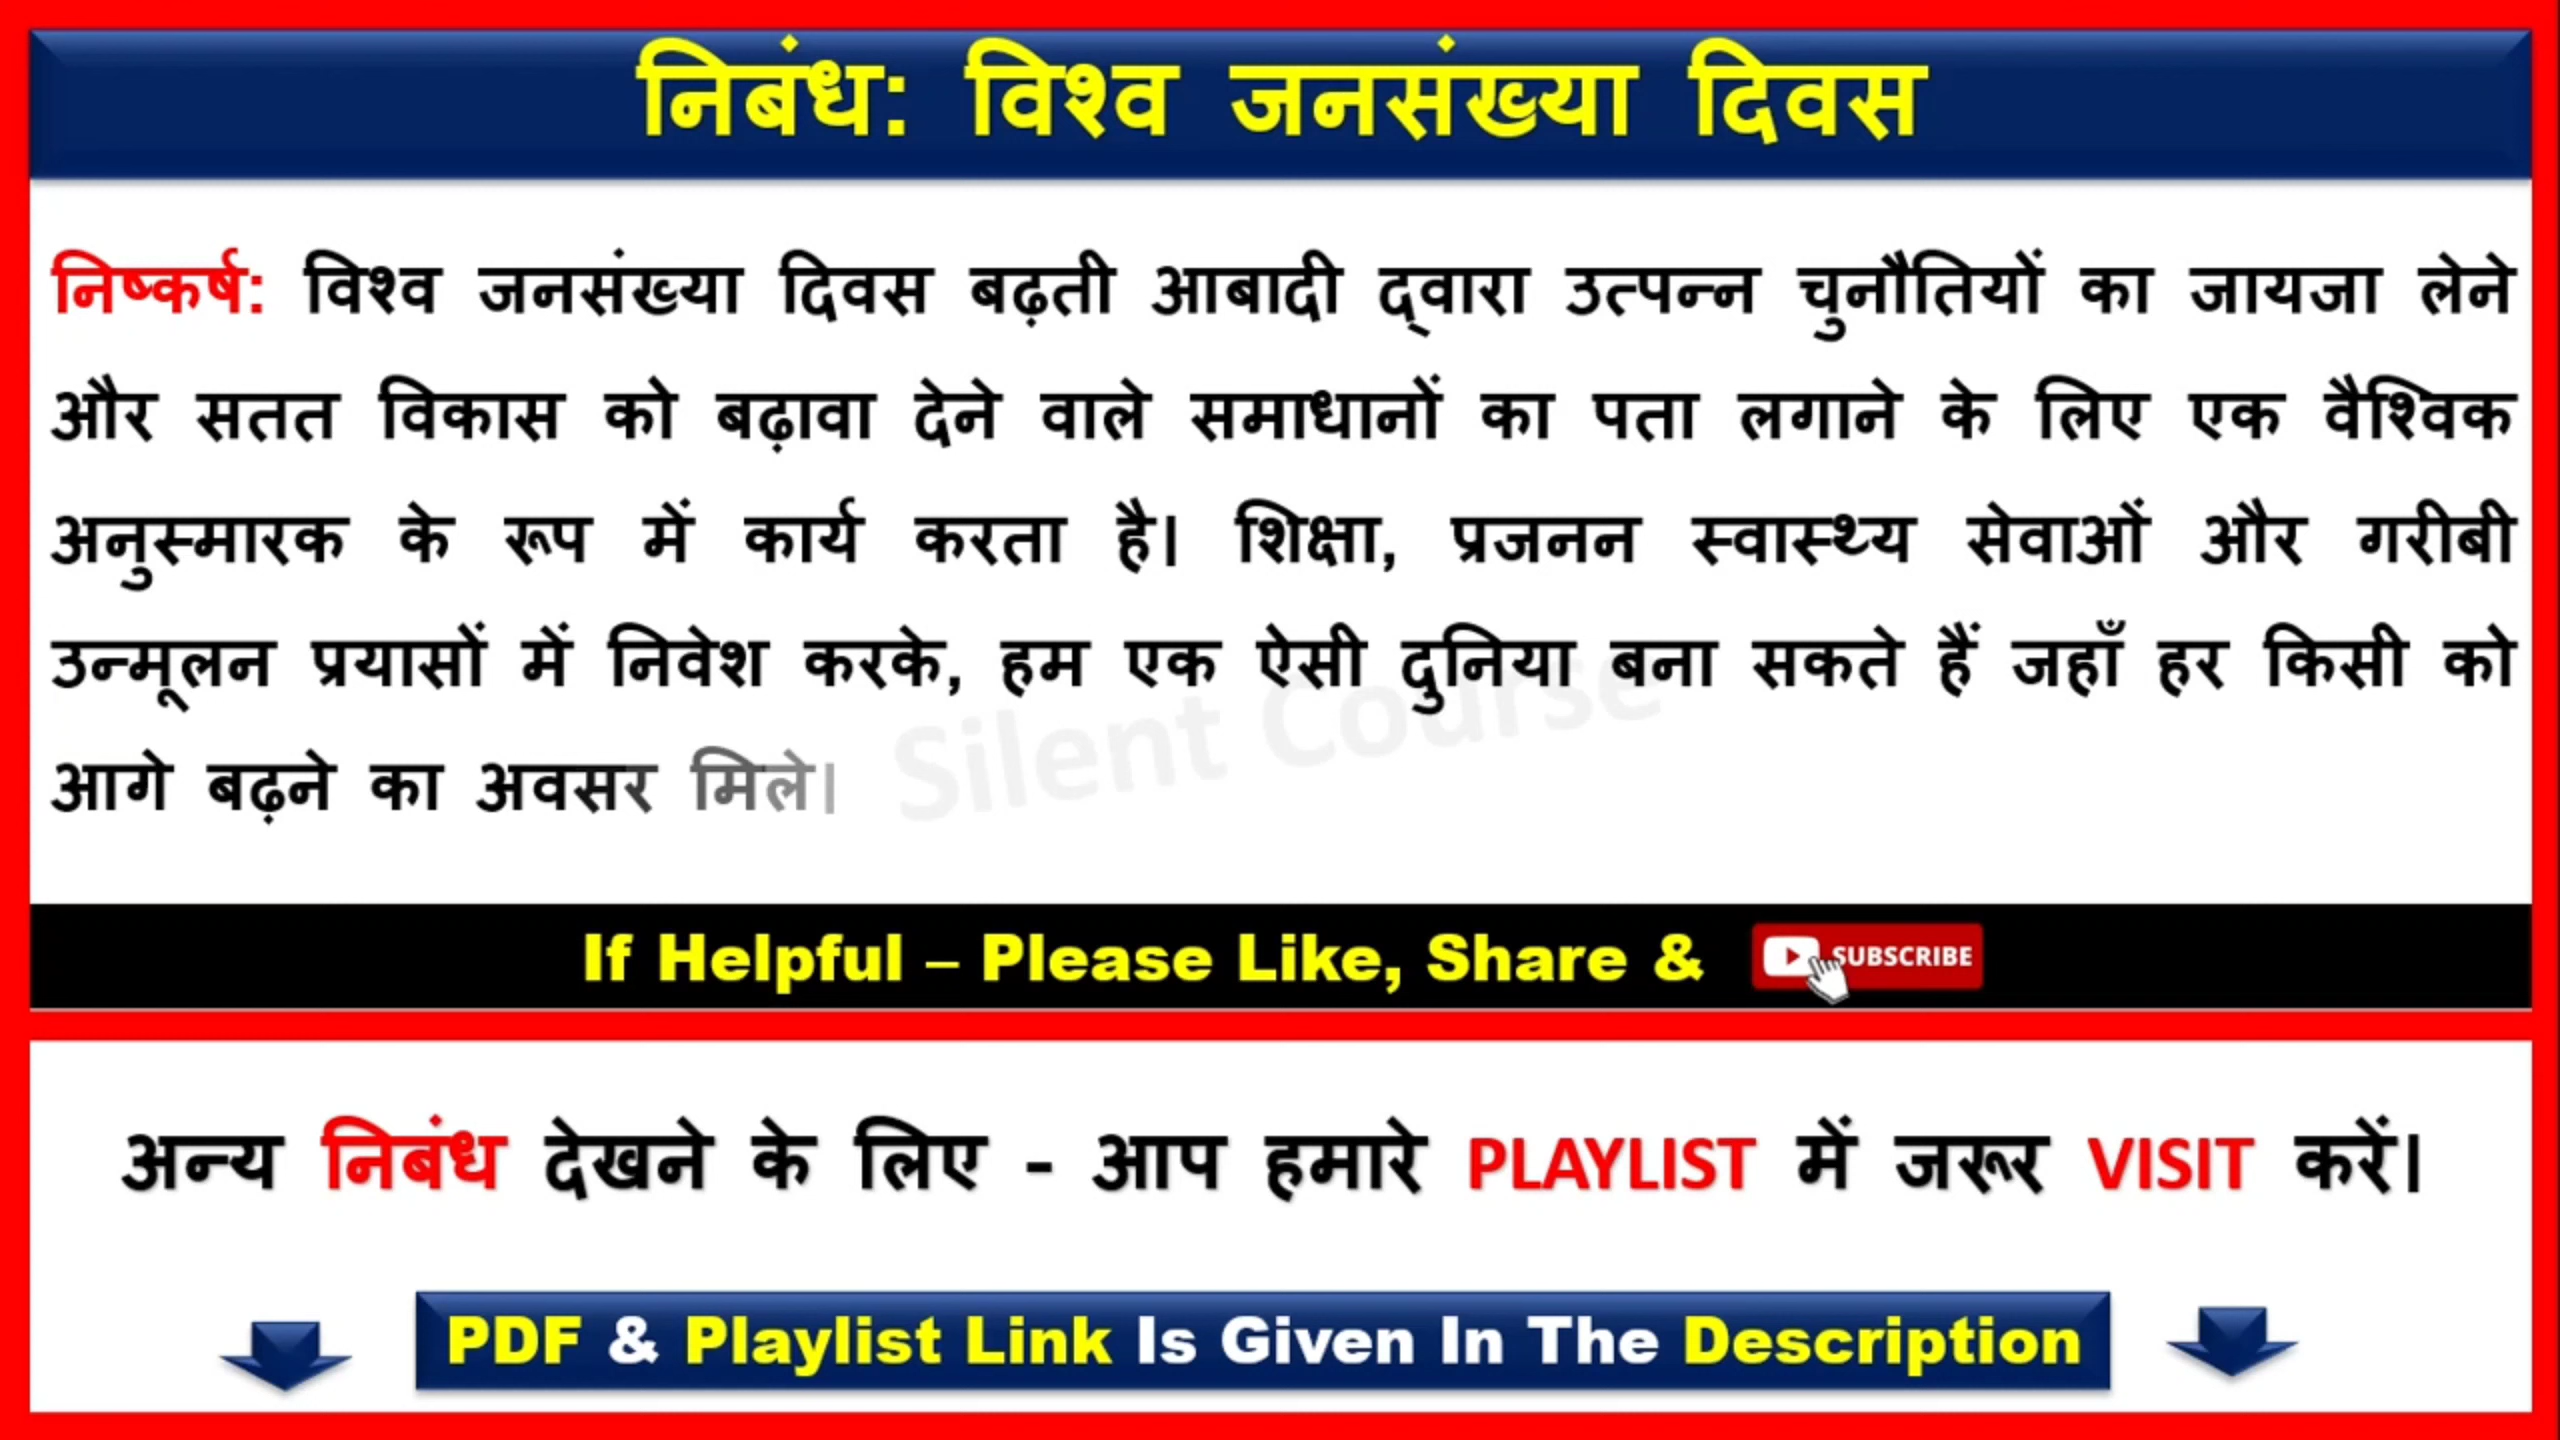 निबंध: विश्व जनसंख्या दिवस
निष्कर्ष: विश्व जनसंख्या दिवस बढ़ती आबादी द्वारा उत्पन्न चुनौतियों का जायजा लेने
और सतत विकास को बढ़ावा देने वाले समाधानों का पता लगाने के लिए एक वैश्विक
अनुस्मारक के रूप में कार्य करता है। शिक्षा, प्रजनन स्वास्थ्य सेवाओं और गरीबी
उन्मूलन प्रयासों में निवेश करके, हम एक ऐसी दुनिया बना सकते हैं जहाँ हर किसी को
आगे बढ़ने का अवसर मिले।
Silent Course
If Helpful – Please Like, Share & SUBSCRIBE
अन्य निबंध देखने के लिए - आप हमारे PLAYLIST में जरूर VISIT करें।
PDF & Playlist Link Is Given In The Description